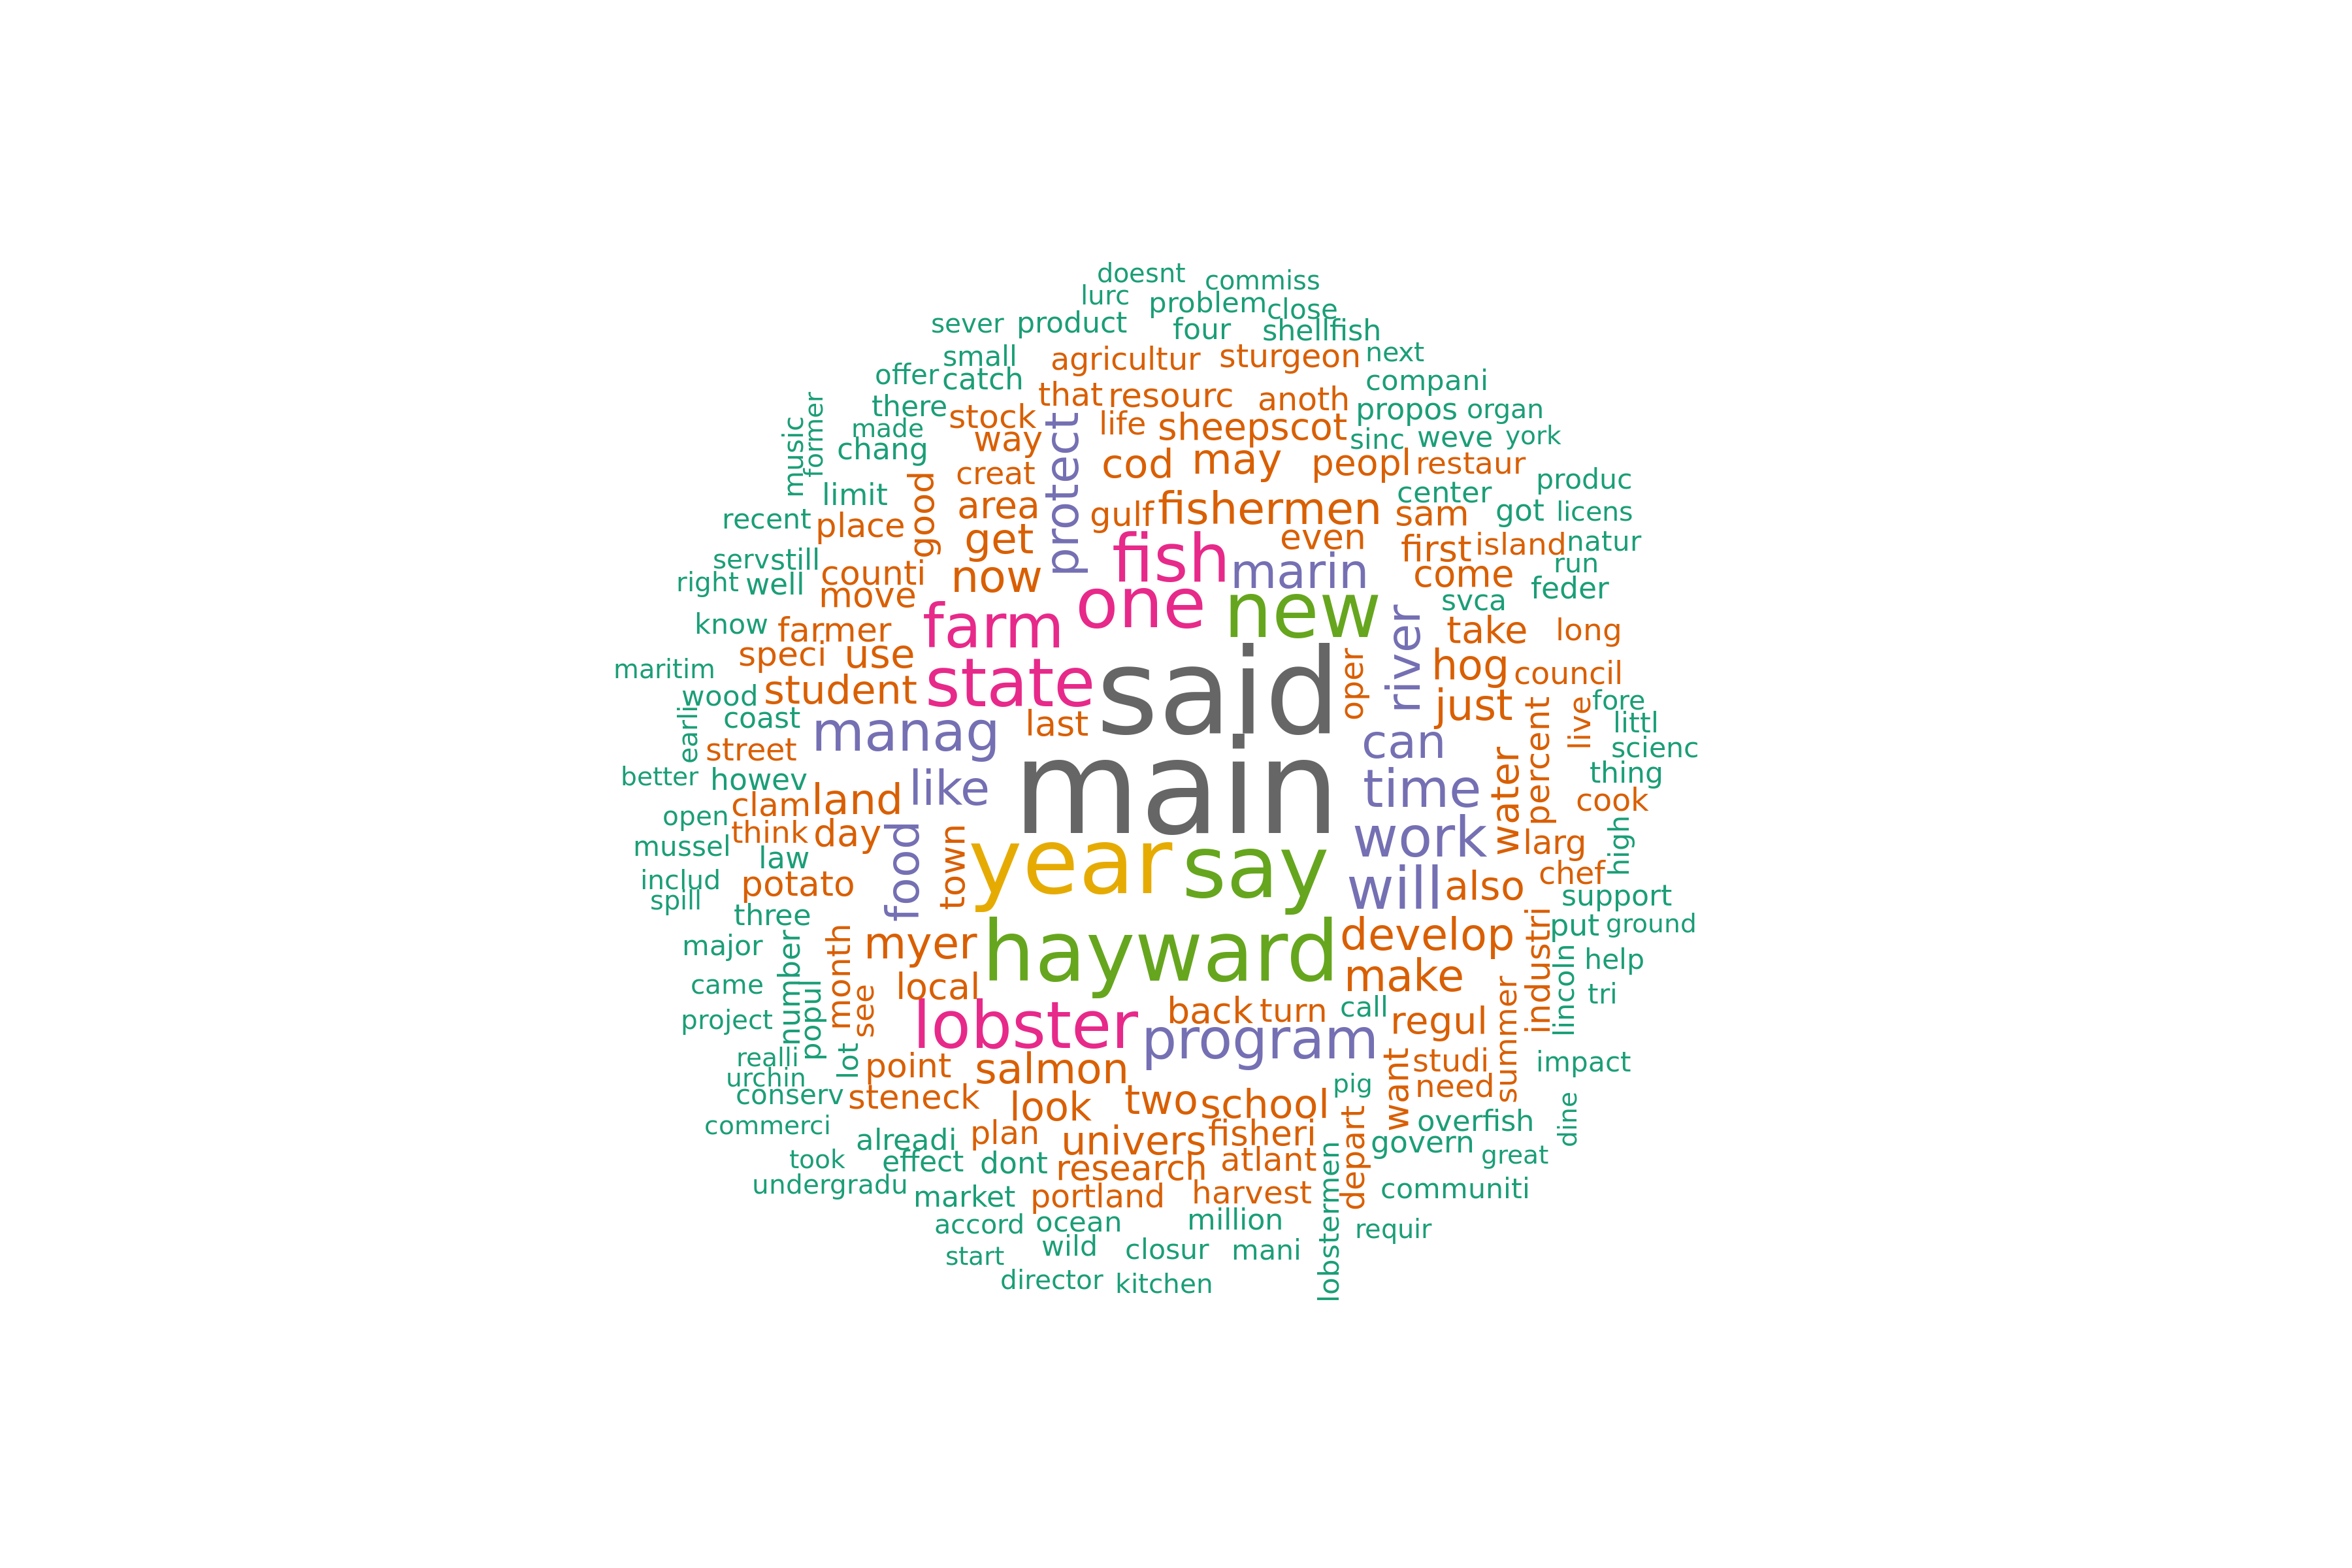 doesnt commiss
lurc problem close
sever product four shellfish
small agricultur sturgeon next
offer catch compani
there that resourc anoth propos organ
music former made stock life sheepscot sinc weve york
chang way protect cod may peopl restaur
creat produc
limit good area gulf fishermen center
sam got licens
recent place get even first island natur
serv still fish marin run
right well counti now come feder
move one new svca
know farmer farm take long
speci use said river hog council
maritim
wood student state oper just fore
earli coast last percent live littl
street manag can scienc
better howev like main time water thing
clam land cook
open think day work larg high
mussel law food town year say chef
includ potato will also support
spill
three put ground
major number month myer hayward develop industri lincoln help
came popul see local make summer tri
project lobster back turn call regul
realli lot point program want studi impact
urchin salmon pig need
conserv steneck look two school overfish dine
commerci alreadi plan univers fisheri depart govern great
took effect dont research atlant lobstermen
undergradu market portland harvest communiti
accord ocean million requir
start wild closur mani
director kitchen